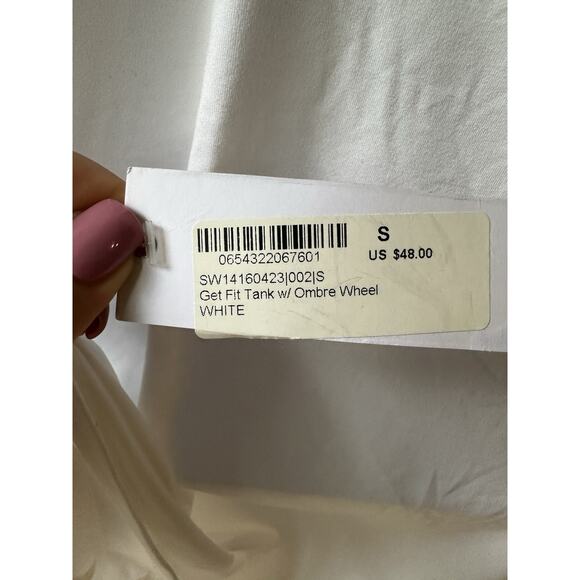 S
US $48.00
0654322067601
SW14160423|002|S
Get Fit Tank w/ Ombre Wheel
WHITE